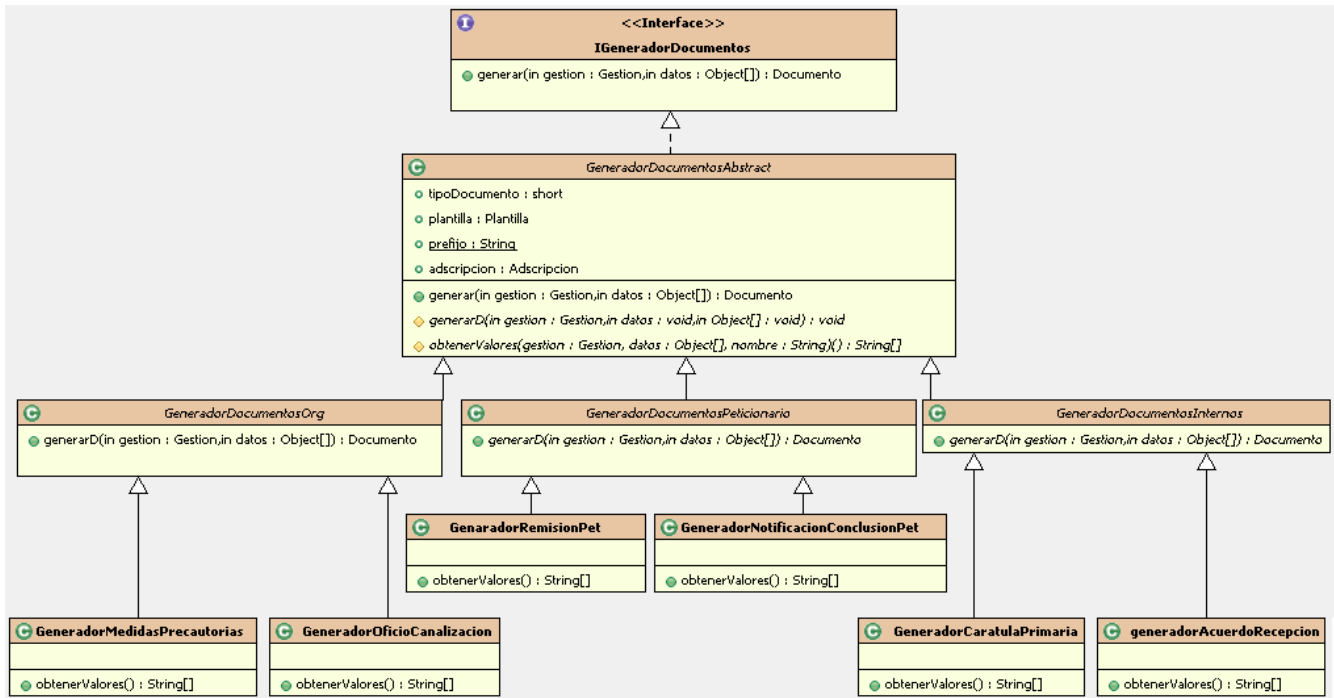 I
<<Interface>>
IGeneradorDocumentos
generar(in gestion : Gestion,in datos : Object[]) : Documento
C
GeneradorDocumentosAbstract
tipoDocumento : short
plantilla : Plantilla
prefijo : String
adscripcion : Adscripcion
generar(in gestion : Gestion,in datos : Object[]) : Documento
generarD(in gestion : Gestion,in datos : void,in Object[] : void) : void
obtenerValores(gestion : Gestion, datos : Object[], nombre : String)() : String[]
C
GeneradorDocumentosOrg
generarD(in gestion : Gestion,in datos : Object[]) : Documento
C
GeneradorDocumentosPeticionario
generarD(in gestion : Gestion,in datos : Object[]) : Documento
C
GeneradorDocumentosInternos
generarD(in gestion : Gestion,in datos : Object[]) : Documento
C
GenaradorRemisionPet
obtenerValores() : String[]
C
GeneradorNotificacionConclusionPet
obtenerValores() : String[]
C
GeneradorMedidasPrecautorias
obtenerValores() : String[]
C
GeneradorOficioCanalizacion
obtenerValores() : String[]
C
GeneradorCaratulaPrimaria
obtenerValores() : String[]
C
generadorAcuerdoRecepcion
obtenerValores() : String[]